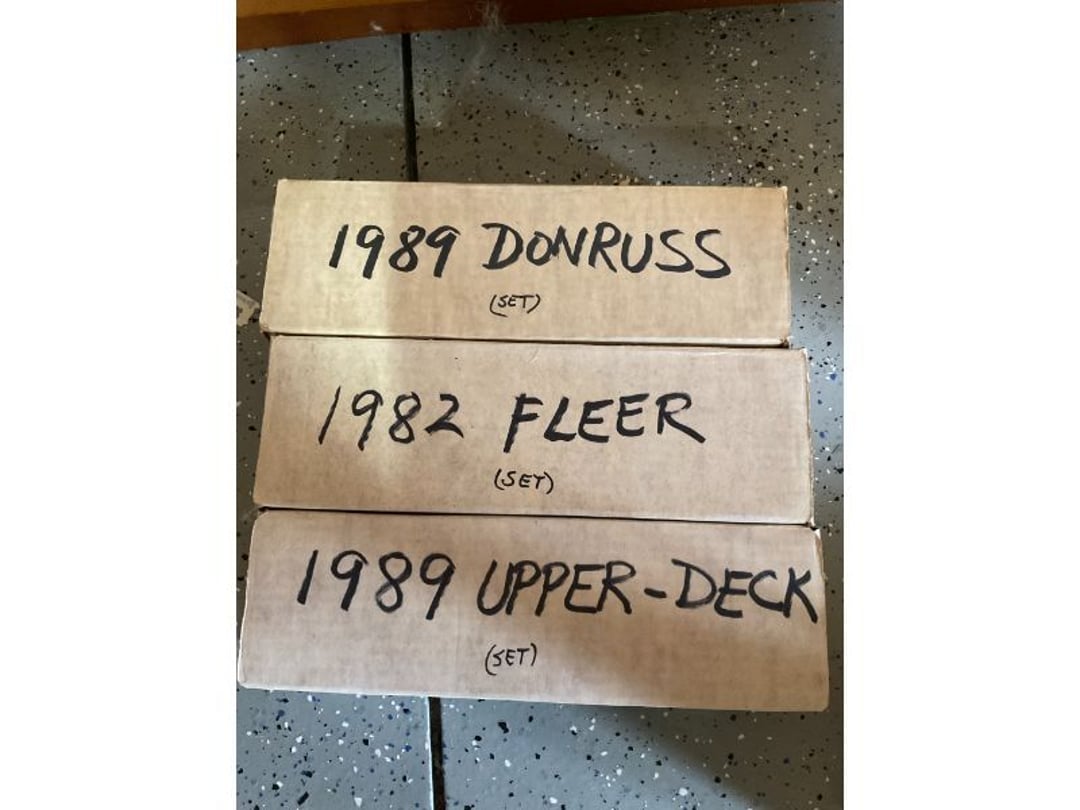 1989 DONRUSS
(SET)
1982 FLEER
(SET)
1989 UPPER-DECK
(SET)